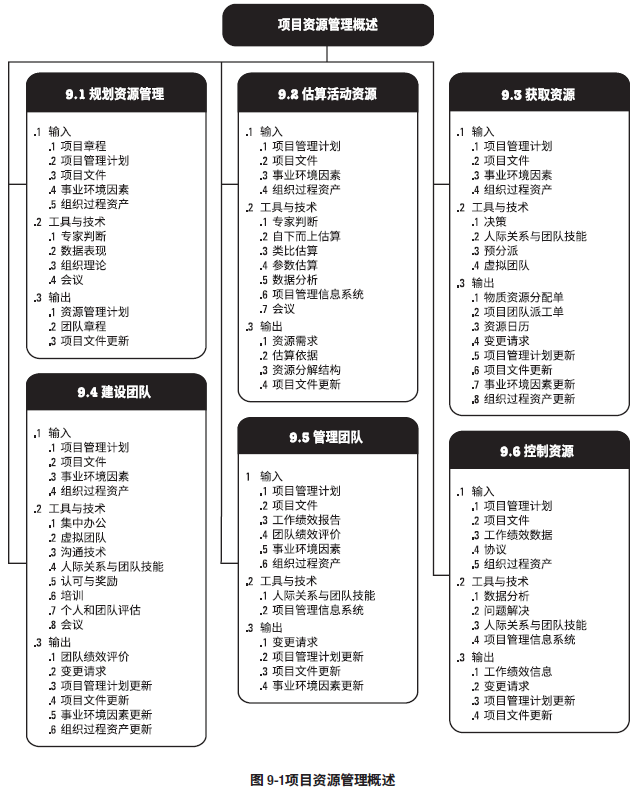 项目资源管理概述
9.1 规划资源管理
.1 输入
.1 项目章程
.2 项目管理计划
.3 项目文件
.4 事业环境因素
.5 组织过程资产
.2 工具与技术
.1 专家判断
.2 数据表现
.3 组织理论
.4 会议
.3 输出
.1 资源管理计划
.2 团队章程
.3 项目文件更新
9.2 估算活动资源
.1 输入
.1 项目管理计划
.2 项目文件
.3 事业环境因素
.4 组织过程资产
.2 工具与技术
.1 专家判断
.2 自下而上估算
.3 类比估算
.4 参数估算
.5 数据分析
.6 项目管理信息系统
.7 会议
.3 输出
.1 资源需求
.2 估算依据
.3 资源分解结构
.4 项目文件更新
9.3 获取资源
.1 输入
.1 项目管理计划
.2 项目文件
.3 事业环境因素
.4 组织过程资产
.2 工具与技术
.1 决策
.2 人际关系与团队技能
.3 预分派
.4 虚拟团队
.3 输出
.1 物质资源分配单
.2 项目团队派工单
.3 资源日历
.4 变更请求
.5 项目管理计划更新
.6 项目文件更新
.7 事业环境因素更新
.8 组织过程资产更新
9.4 建设团队
.1 输入
.1 项目管理计划
.2 项目文件
.3 事业环境因素
.4 组织过程资产
.2 工具与技术
.1 集中办公
.2 虚拟团队
.3 沟通技术
.4 人际关系与团队技能
.5 认可与奖励
.6 培训
.7 个人和团队评估
.8 会议
.3 输出
.1 团队绩效评价
.2 变更请求
.3 项目管理计划更新
.4 项目文件更新
.5 事业环境因素更新
.6 组织过程资产更新
9.5 管理团队
1 输入
.1 项目管理计划
.2 项目文件
.3 工作绩效报告
.4 团队绩效评价
.5 事业环境因素
.6 组织过程资产
.2 工具与技术
.1 人际关系与团队技能
.2 项目管理信息系统
.3 输出
.1 变更请求
.2 项目管理计划更新
.3 项目文件更新
.4 事业环境因素更新
9.6 控制资源
.1 输入
.1 项目管理计划
.2 项目文件
.3 工作绩效数据
.4 协议
.5 组织过程资产
.2 工具与技术
.1 数据分析
.2 问题解决
.3 人际关系与团队技能
.4 项目管理信息系统
.3 输出
.1 工作绩效信息
.2 变更请求
.3 项目管理计划更新
.4 项目文件更新
图 9-1项目资源管理概述